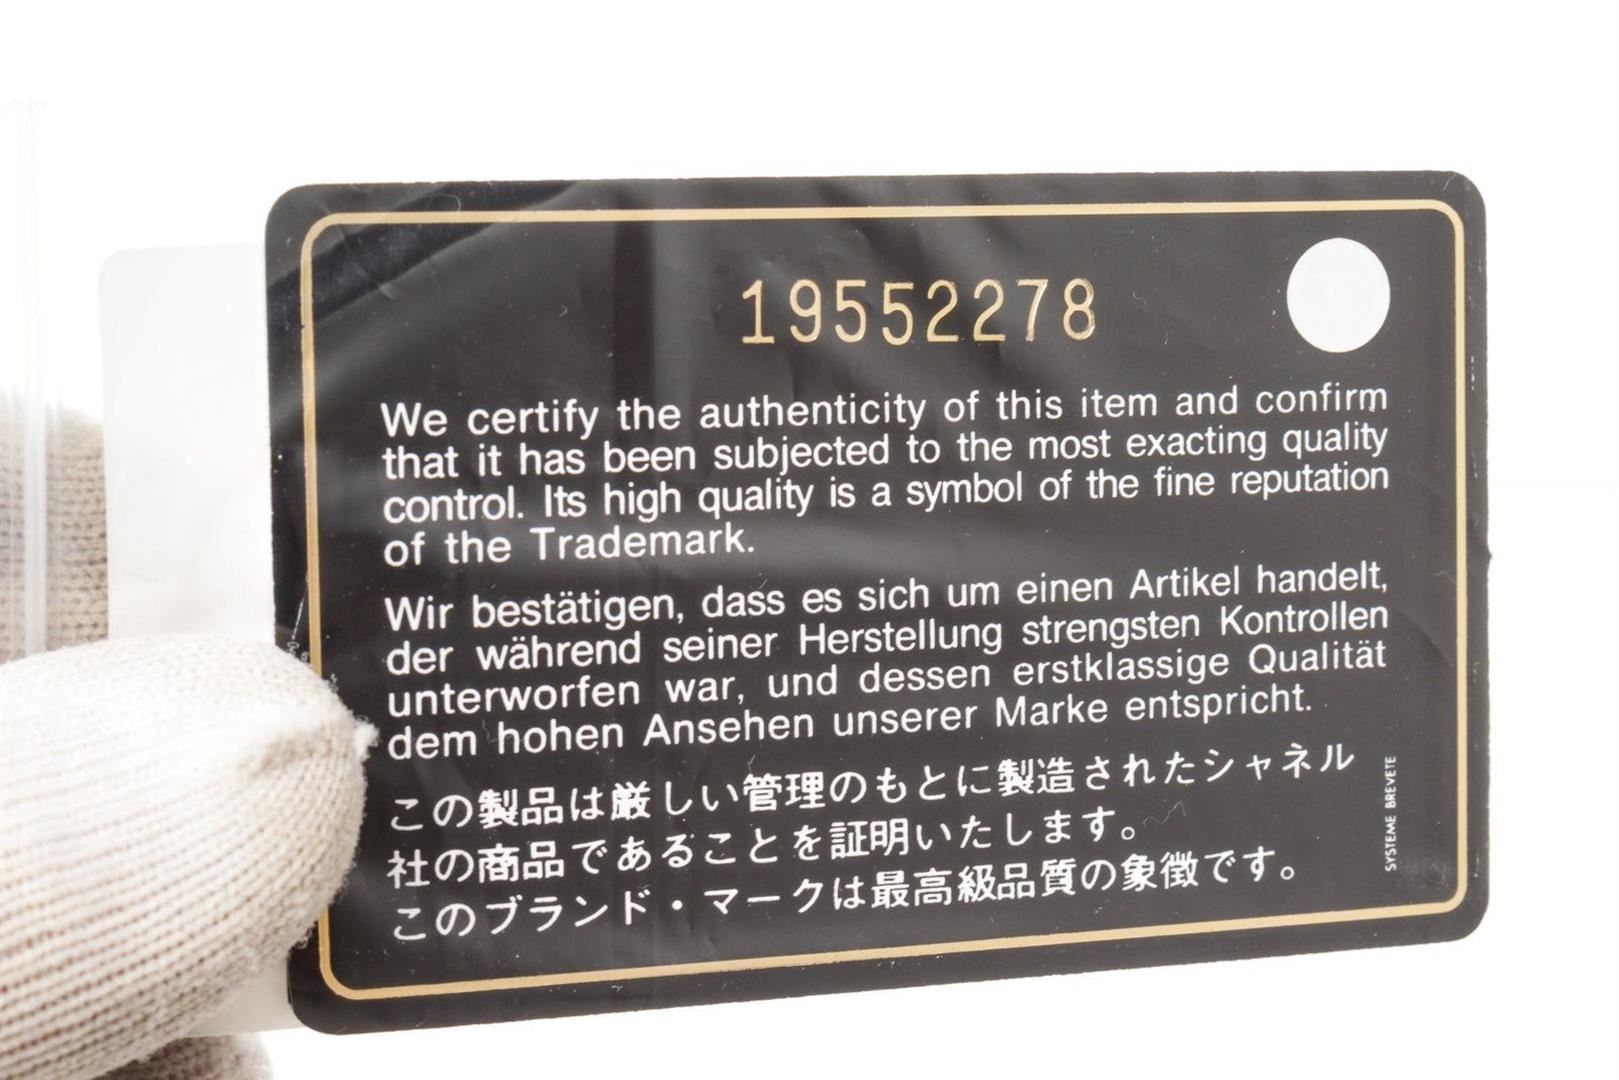 19552278
We certify the authenticity of this item and confirm
that it has been subjected to the most exacting quality
control. Its high quality is a symbol of the fine reputation
of the Trademark.
Wir bestätigen, dass es sich um einen Artikel handelt,
der während seiner Herstellung strengsten Kontrollen
unterworfen war, und dessen erstklassige Qualität
dem hohen Ansehen unserer Marke entspricht.
この製品は厳しい管理のもとに製造されたシャネル
社の商品であることを証明いたします。
このブランド・マークは最高級品質の象徴です。
SYSTEME BREVETE